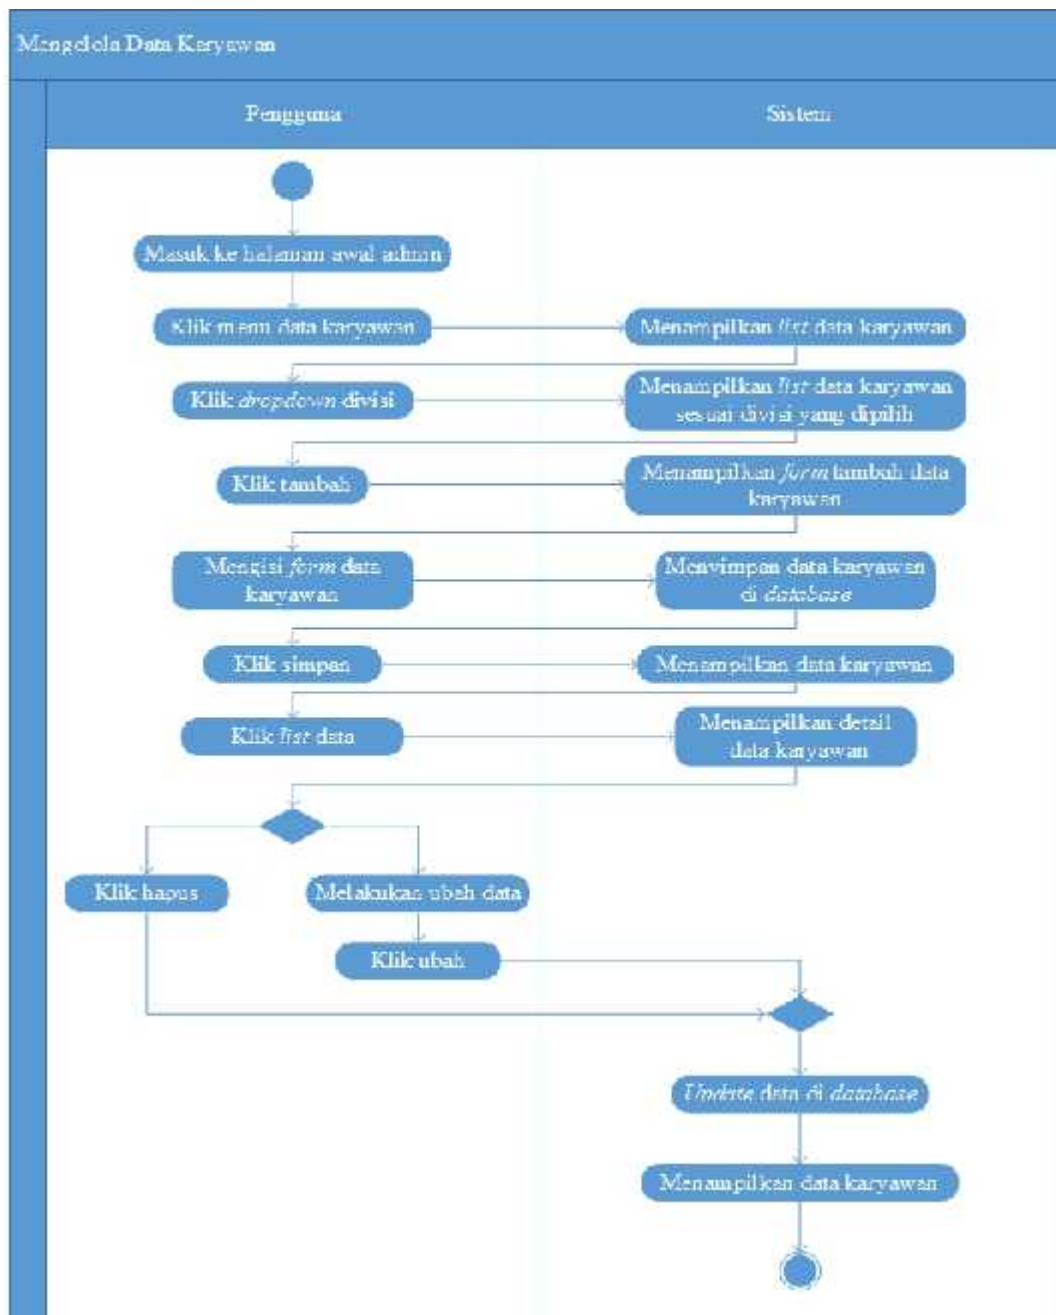 Mengelola Data Karyawan
Pengguna
Sistem
Masuk ke halaman awal admin
Klik menu data karyawan
Menampilkan list data karyawan
Klik dropdown divisi
Menampilkan list data karyawan
sesuai divisi yang dipilih
Klik tambah
Menampilkan form tambah data
karyawan
Mengisi form data
karyawan
Menyimpan data karyawan
di database
Klik simpan
Menampilkan data karyawan
Klik list data
Menampilkan detail
data karyawan
Klik hapus
Melakukan ubah data
Klik ubah
Update data di database
Menampilkan data karyawan